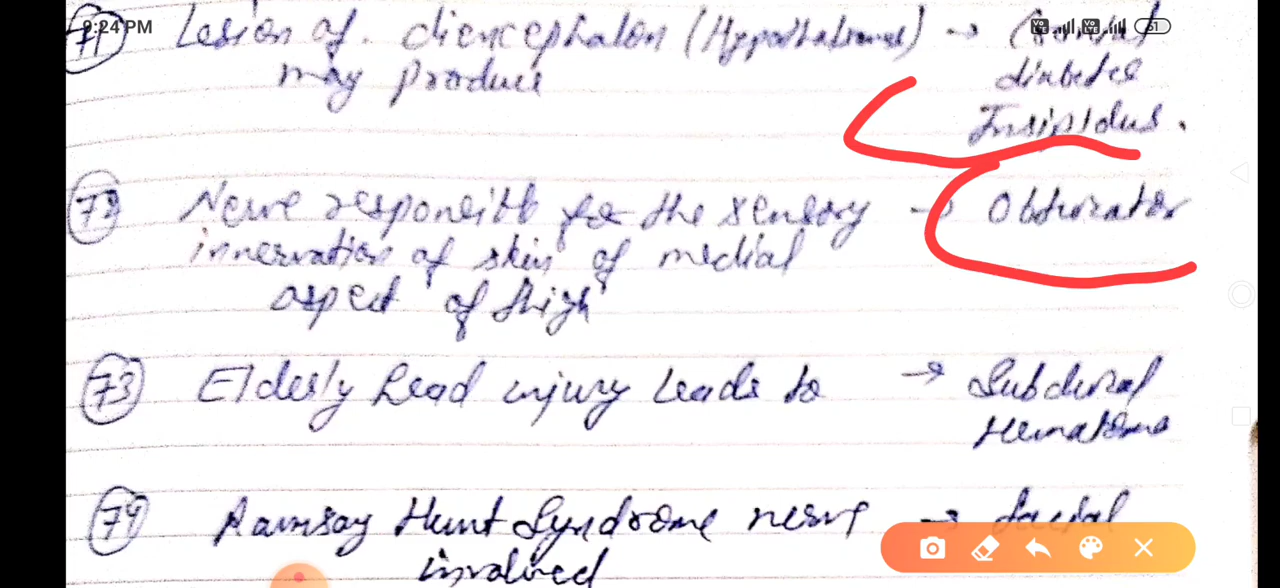 9:24 PM
51
71 Lesion of. diencephalon (Hypothalamus) → Central
may produce diabetes
Insipidus.
72 Nerve responsible for the sensory → Obturator
innervation of skin of medial
aspect of thigh
73 Elderly head injury leads to → Subdural
Hematoma
74 Ramsay Hunt Syndrome nerve → facial
involved